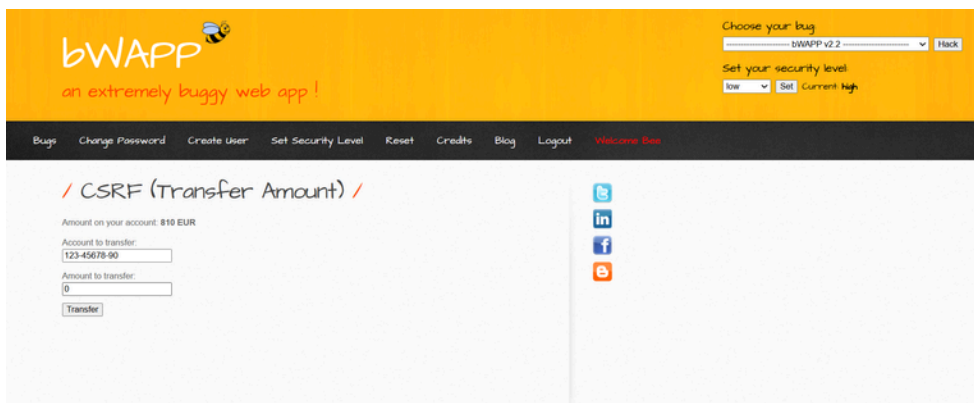 bWAPP
an extremely buggy web app !
Choose your bug:
bWAPP v2.2
Hack
Set your security level:
low
Set
Current: high
Bugs
Change Password
Create User
Set Security Level
Reset
Credits
Blog
Logout
Welcome Bee
/ CSRF (Transfer Amount) /
Amount on your account: 810 EUR
Account to transfer:
123-45678-90
Amount to transfer:
0
Transfer